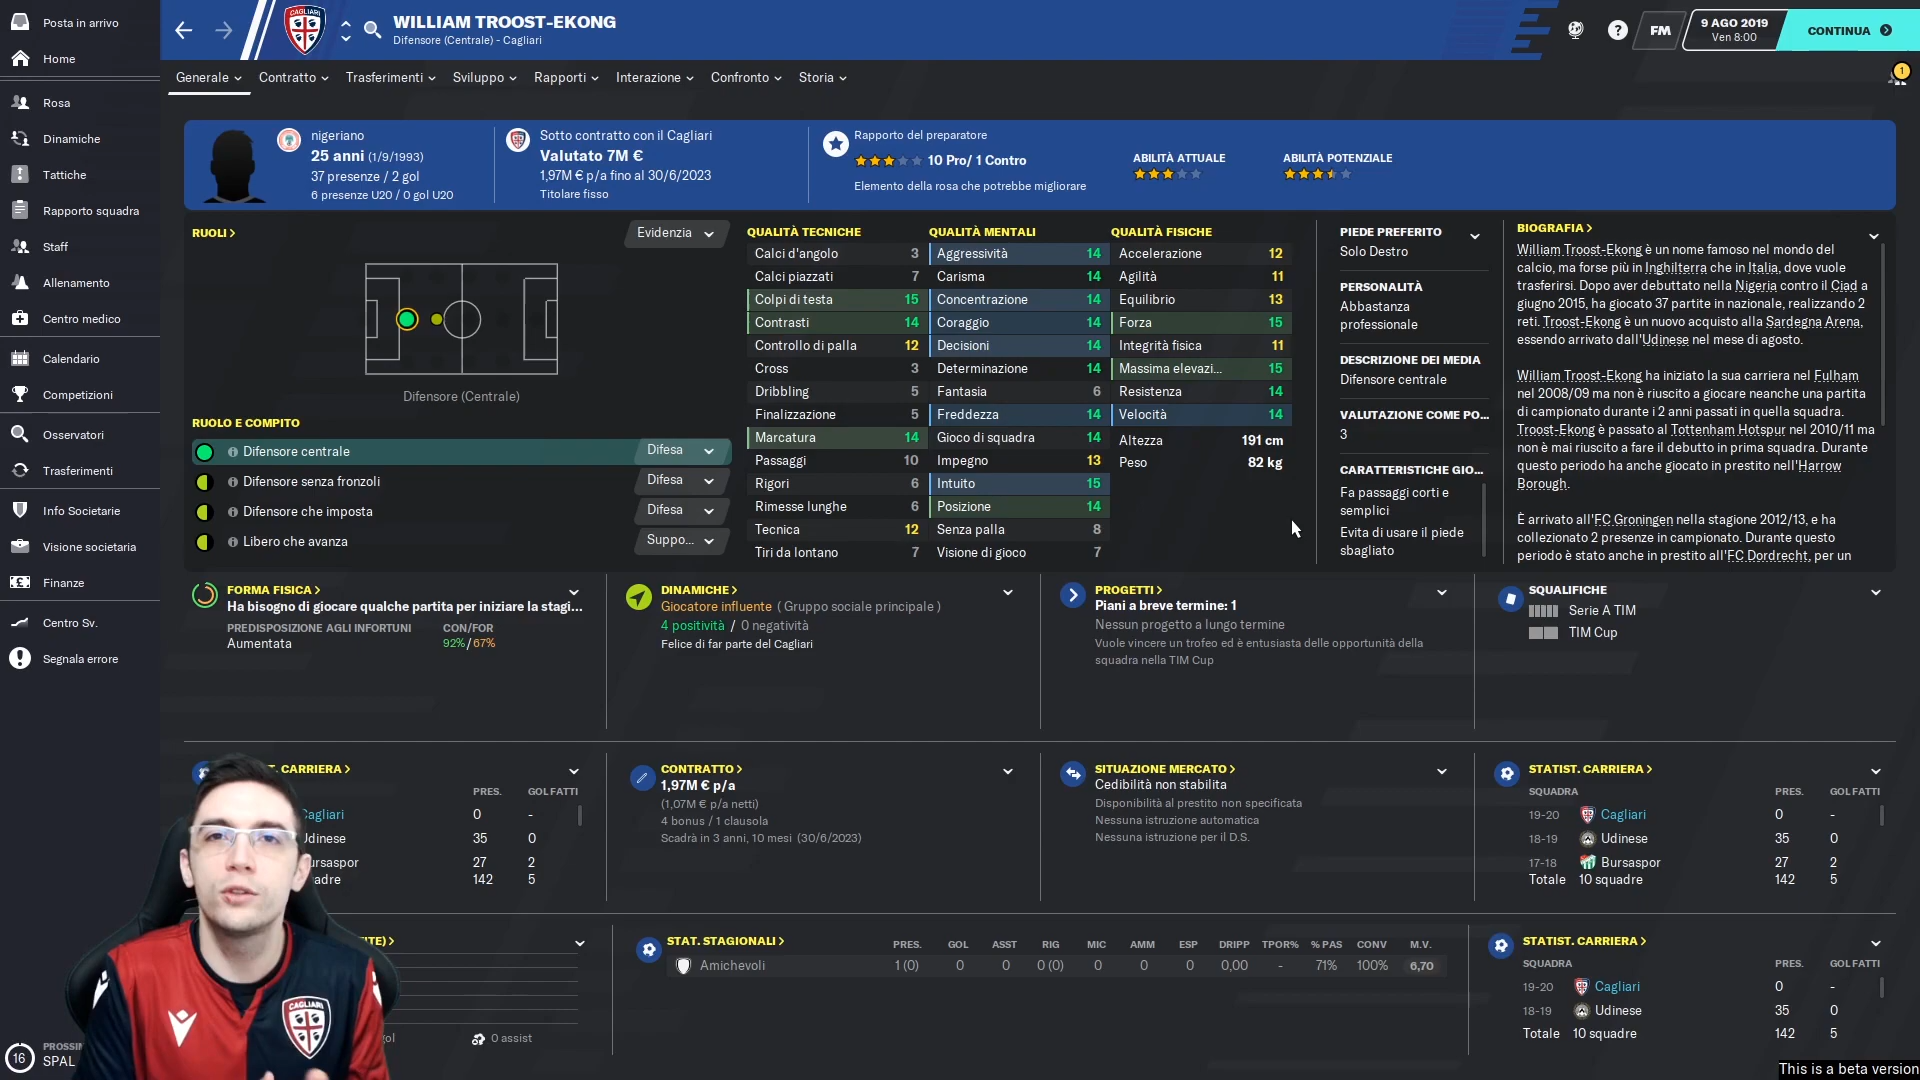 Posta in arrivo
Home
Rosa
Dinamiche
Tattiche
Rapporto squadra
Staff
Allenamento
Centro medico
Calendario
Competizioni
Osservatori
Trasferimenti
Info Societarie
Visione societaria
Finanze
Centro Sv.
Segnala errore
16
SPAL
CAGLIARI
WILLIAM TROOST-EKONG
Difensore (Centrale) - Cagliari
?
FM
9 AGO 2019
Ven 8:00
CONTINUA
1
Generale
Contratto
Trasferimenti
Sviluppo
Rapporti
Interazione
Confronto
Storia
nigeriano
25 anni (1/9/1993)
37 presenze / 2 gol
6 presenze U20 / 0 gol U20
Sotto contratto con il Cagliari
Valutato 7M €
1,97M € p/a fino al 30/6/2023
Titolare fisso
Rapporto del preparatore
10 Pro/ 1 Contro
Elemento della rosa che potrebbe migliorare
ABILITÀ ATTUALE
ABILITÀ POTENZIALE
RUOLI >
Evidenzia
Difensore (Centrale)
RUOLO E COMPITO
Difensore centrale Difesa
Difensore senza fronzoli Difesa
Difensore che imposta Difesa
Libero che avanza Suppo...
QUALITÀ TECNICHE
Calci d'angolo 3
Calci piazzati 7
Colpi di testa 15
Contrasti 14
Controllo di palla 12
Cross 3
Dribbling 5
Finalizzazione 5
Marcatura 14
Passaggi 10
Rigori 6
Rimesse lunghe 6
Tecnica 12
Tiri da lontano 7
QUALITÀ MENTALI
Aggressività 14
Carisma 14
Concentrazione 14
Coraggio 14
Decisioni 14
Determinazione 14
Fantasia 6
Freddezza 14
Gioco di squadra 14
Impegno 13
Intuito 15
Posizione 14
Senza palla 8
Visione di gioco 7
QUALITÀ FISICHE
Accelerazione 12
Agilità 11
Equilibrio 13
Forza 15
Integrità fisica 11
Massima elevazi... 15
Resistenza 14
Velocità 14
Altezza 191 cm
Peso 82 kg
PIEDE PREFERITO
Solo Destro
PERSONALITÀ
Abbastanza
professionale
DESCRIZIONE DEI MEDIA
Difensore centrale
VALUTAZIONE COME PO...
3
CARATTERISTICHE GIO...
Fa passaggi corti e
semplici
Evita di usare il piede
sbagliato
BIOGRAFIA >
William Troost-Ekong è un nome famoso nel mondo del
calcio, ma forse più in Inghilterra che in Italia, dove vuole
trasferirsi. Dopo aver debuttato nella Nigeria contro il Ciad a
giugno 2015, ha giocato 37 partite in nazionale, realizzando 2
reti. Troost-Ekong è un nuovo acquisto alla Sardegna Arena,
essendo arrivato dall'Udinese nel mese di agosto.
William Troost-Ekong ha iniziato la sua carriera nel Fulham
nel 2008/09 ma non è riuscito a giocare neanche una partita
di campionato durante i 2 anni passati in quella squadra.
Troost-Ekong è passato al Tottenham Hotspur nel 2010/11 ma
non è mai riuscito a fare il debutto in prima squadra. Durante
questo periodo ha anche giocato in prestito nell'Harrow
Borough.
È arrivato all'FC Groningen nella stagione 2012/13, e ha
collezionato 2 presenze in campionato. Durante questo
periodo è stato anche in prestito all'FC Dordrecht, per un
FORMA FISICA >
Ha bisogno di giocare qualche partita per iniziare la stagi...
PREDISPOSIZIONE AGLI INFORTUNI CON/FOR
Aumentata 92%/67%
DINAMICHE >
Giocatore influente ( Gruppo sociale principale )
4 positività / 0 negatività
Felice di far parte del Cagliari
PROGETTI >
Piani a breve termine: 1
Nessun progetto a lungo termine
Vuole vincere un trofeo ed è entusiasta delle opportunità della
squadra nella TIM Cup
SQUALIFICHE
Serie A TIM
TIM Cup
T. CARRIERA >
PRES. GOL FATTI
Cagliari 0 -
Udinese 35 0
ursaspor 27 2
adre 142 5
CONTRATTO >
1,97M € p/a
(1,07M € p/a netti)
4 bonus / 1 clausola
Scadrà in 3 anni, 10 mesi (30/6/2023)
SITUAZIONE MERCATO >
Cedibilità non stabilita
Disponibilità al prestito non specificata
Nessuna istruzione automatica
Nessuna istruzione per il D.S.
STATIST. CARRIERA >
SQUADRA PRES. GOL FATTI
19-20 Cagliari 0 -
18-19 Udinese 35 0
17-18 Bursaspor 27 2
Totale 10 squadre 142 5
ITE) >
gol
0 assist
CAGLIARI
STAT. STAGIONALI > PRES. GOL ASST RIG MIC AMM ESP DRIPP TPOR% % PAS CONV M.V.
Amichevoli 1 (0) 0 0 0 (0) 0 0 0 0,00 - 71% 100% 6,70
STATIST. CARRIERA >
SQUADRA PRES. GOL FATTI
19-20 Cagliari 0 -
18-19 Udinese 35 0
Totale 10 squadre 142 5
This is a beta version